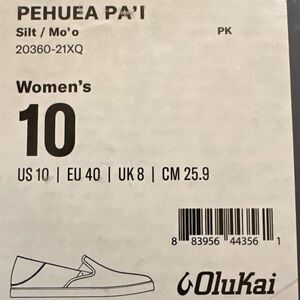 PEHUEA PA'I
Silt / Mo'o
PK
20360-21XQ
Women's
10
US 10 | EU 40 | UK 8 | CM 25.9
8 83956 44356 1
OluKai